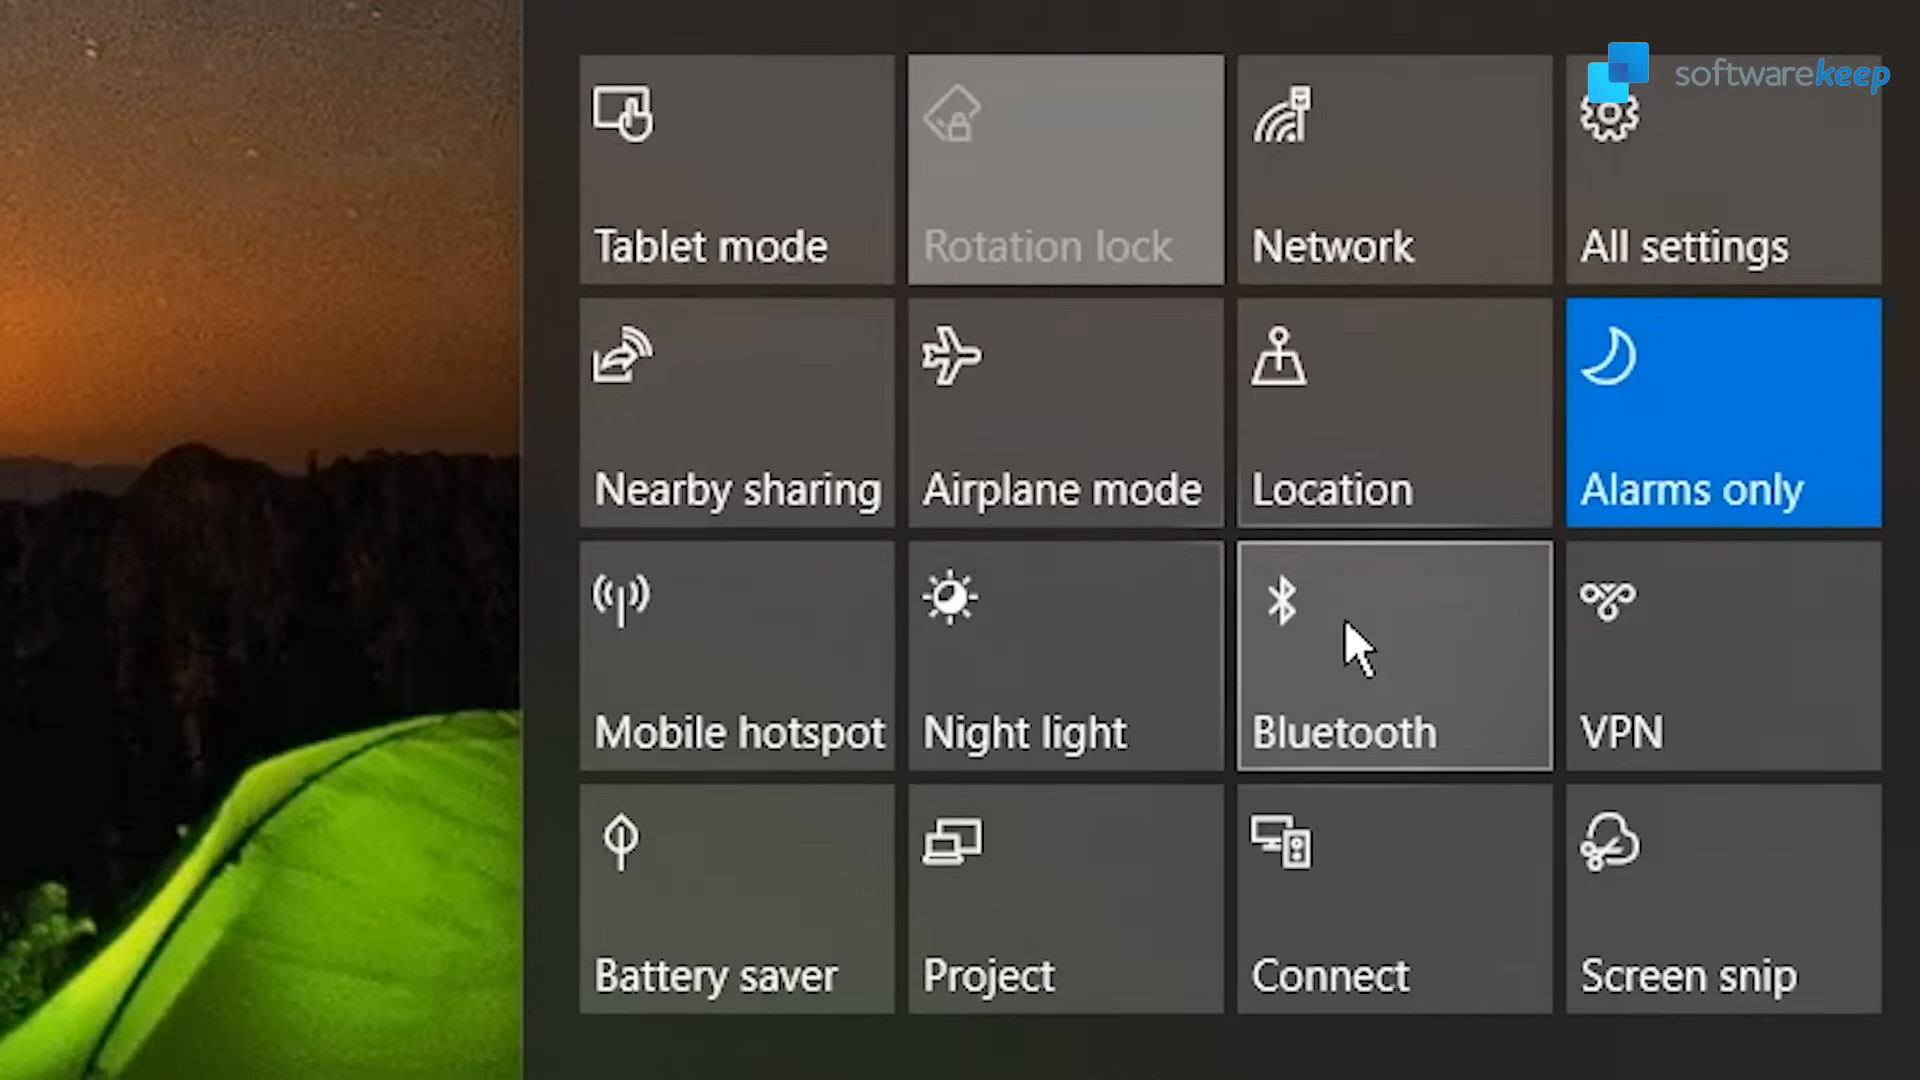 softwarekeep
Tablet mode
Rotation lock
Network
All settings
Nearby sharing
Airplane mode
Location
Alarms only
Mobile hotspot
Night light
Bluetooth
VPN
Battery saver
Project
Connect
Screen snip